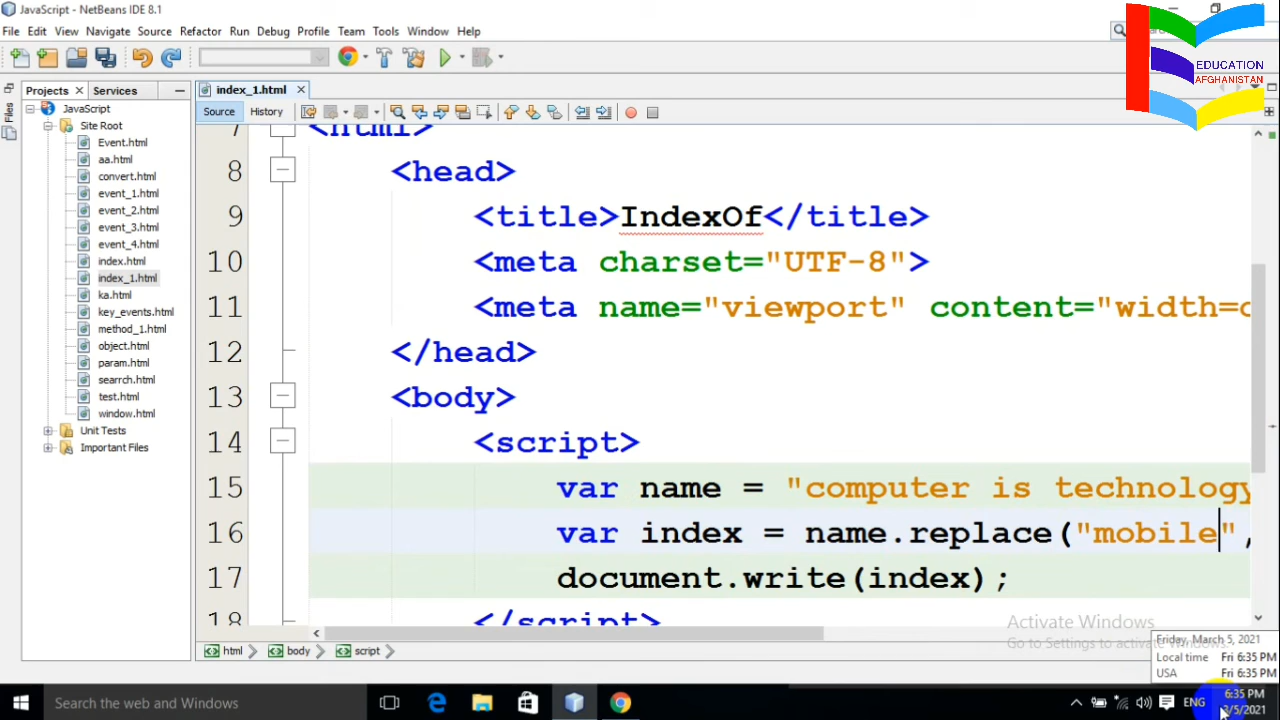 JavaScript - NetBeans IDE 8.1
File Edit View Navigate Source Refactor Run Debug Profile Team Tools Window Help
EDUCATION
AFGHANISTAN
Projects Services
index_1.html
Files
Source History
JavaScript
Site Root
Event.html
aa.html
convert.html
event_1.html
event_2.html
event_3.html
event_4.html
index.html
index_1.html
ka.html
key_events.html
method_1.html
object.html
param.html
searrch.html
test.html
window.html
Unit Tests
Important Files
7 <html>
8 <head>
9 <title>IndexOf</title>
10 <meta charset="UTF-8">
11 <meta name="viewport" content="width=
12 </head>
13 <body>
14 <script>
15 var name = "computer is technology
16 var index = name.replace("mobile",
17 document.write(index);
18 </script>
Activate Windows
Go to Settings to activate Windows.
html body script
Friday, March 5, 2021
Local time Fri 6:35 PM
USA Fri 6:35 PM
Search the web and Windows
ENG
6:35 PM
3/5/2021